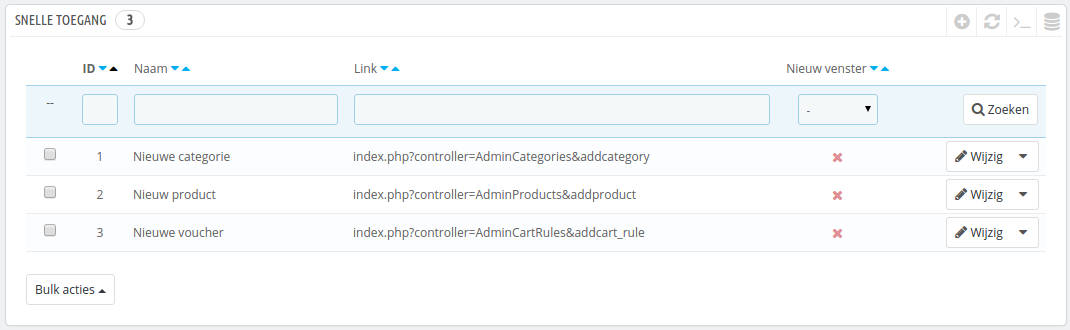 SNELLE TOEGANG 3
ID Naam Link Nieuw venster
-- - Zoeken
1 Nieuwe categorie index.php?controller=AdminCategories&addcategory Wijzig
2 Nieuw product index.php?controller=AdminProducts&addproduct Wijzig
3 Nieuwe voucher index.php?controller=AdminCartRules&addcart_rule Wijzig
Bulk acties